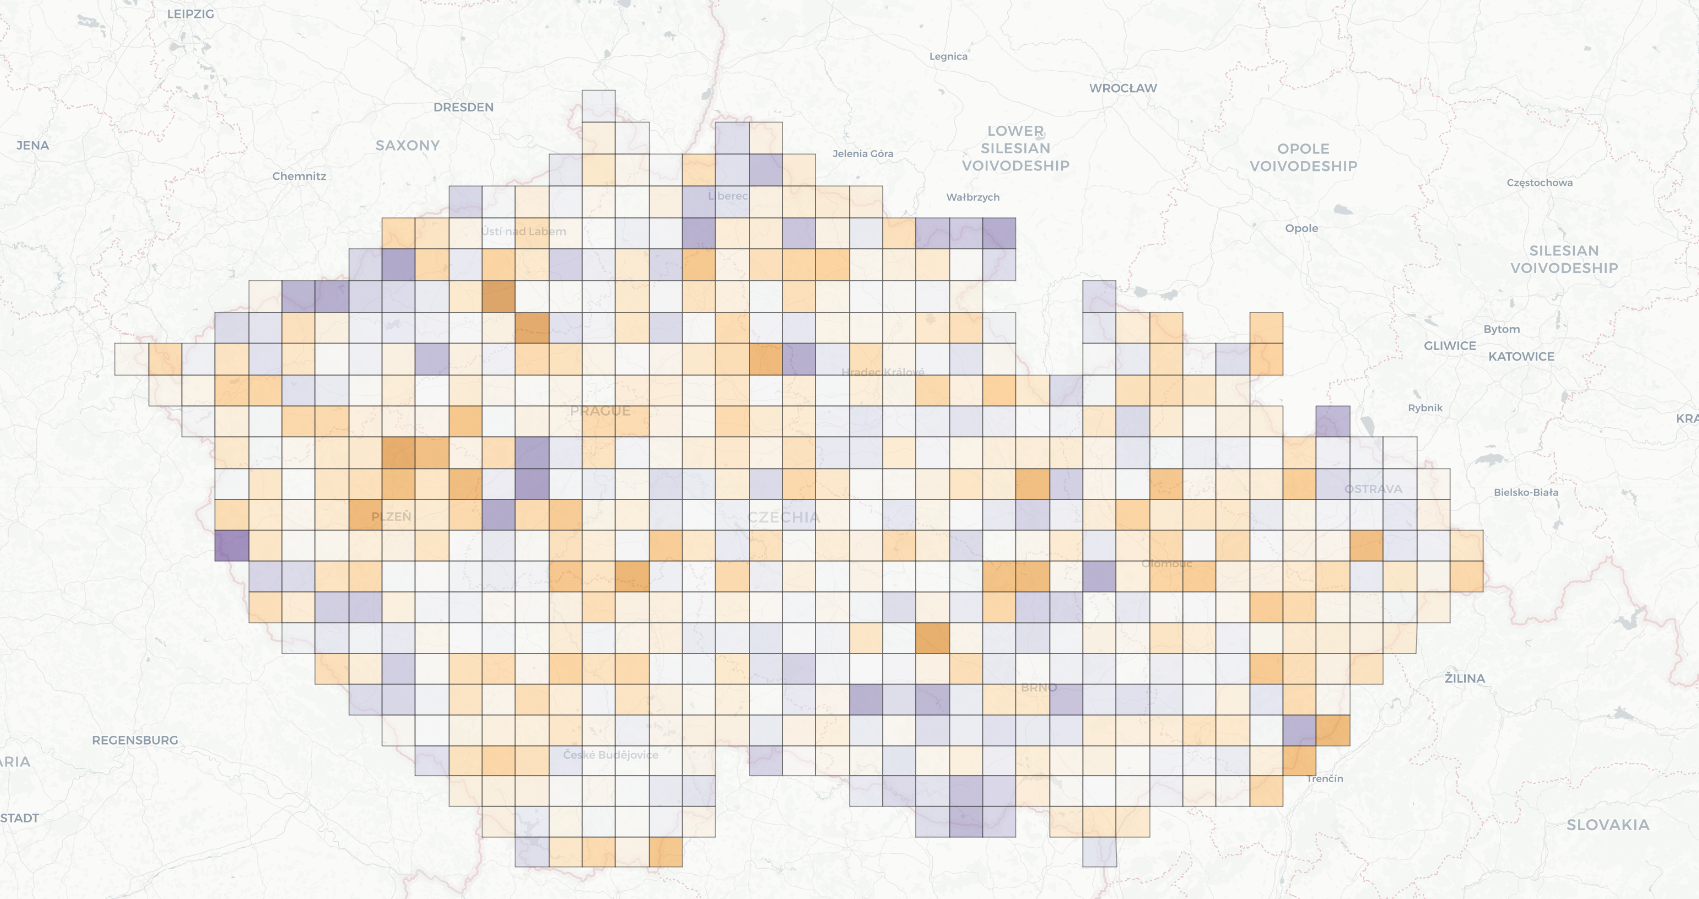 LEIPZIG
Legnica
WROCŁAW
DRESDEN
LOWER
SILESIAN
VOIVODESHIP
JENA
SAXONY
Jelenia Góra
OPOLE
VOIVODESHIP
Chemnitz
Częstochowa
Liberec
Wałbrzych
Ústí nad Labem
Opole
SILESIAN
VOIVODESHIP
Bytom
GLIWICE
KATOWICE
Hradec Králové
PRAGUE
Rybnik
KRA
OSTRAVA
Bielsko-Biała
PLZEŇ
CZECHIA
Olomouc
BRNO
ŽILINA
REGENSBURG
České Budějovice
ARIA
Trenčín
STADT
SLOVAKIA